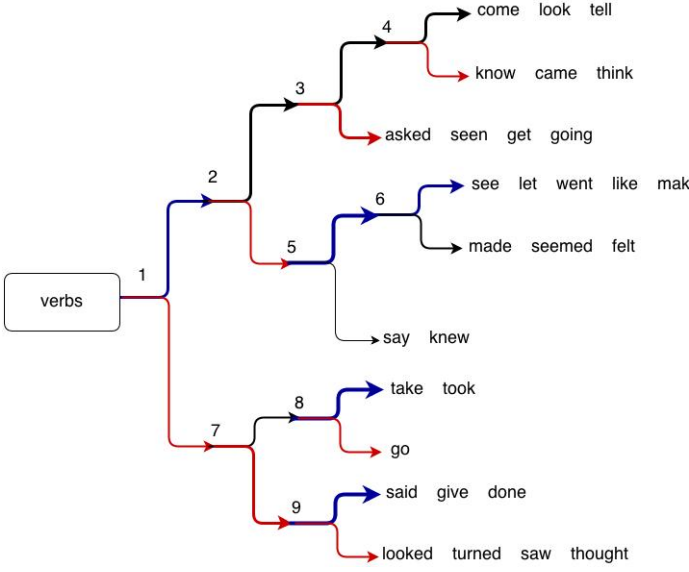 come look tell
4
know came think
3
asked seen get going
2
see let went like mak
6
made seemed felt
5
1
verbs
say knew
take took
8
7
go
said give done
9
looked turned saw thought